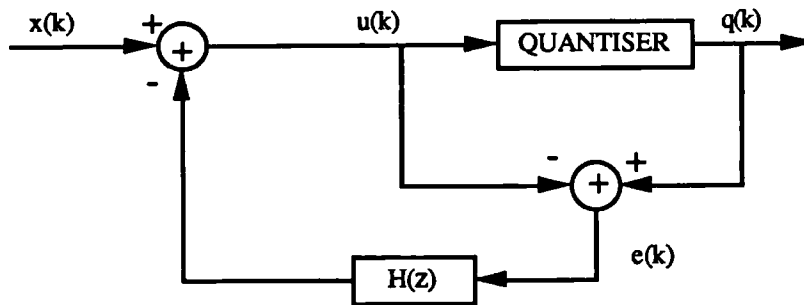 x(k)
+
+
-
u(k)
QUANTISER
q(k)
-
+
+
e(k)
H(z)